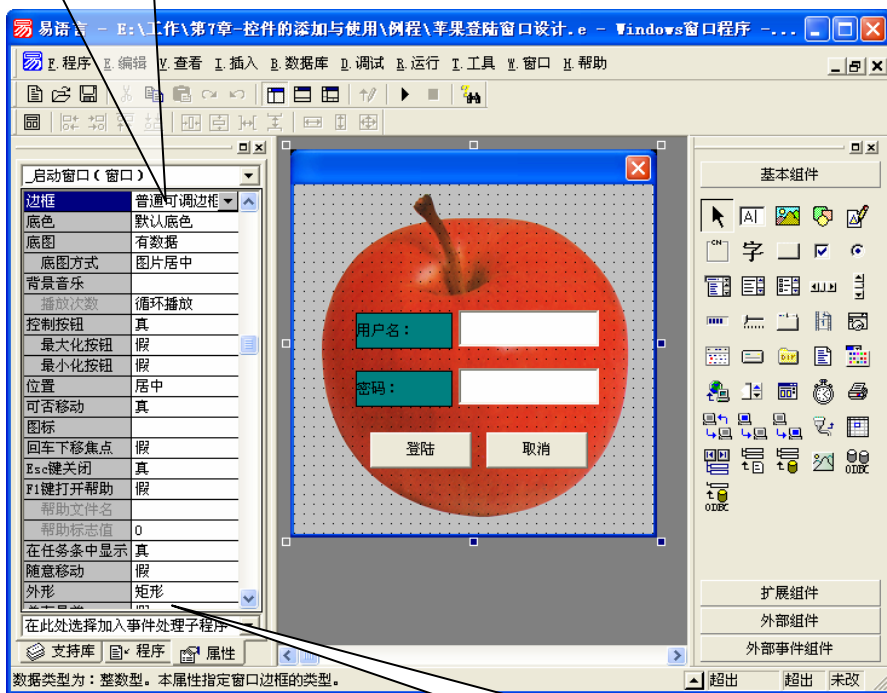 易语言 - E:\工作\第7章-控件的添加与使用\例程\苹果登陆窗口设计.e - Windows窗口程序 -...
F.程序 E.编辑 V.查看 I.插入 B.数据库 D.调试 R.运行 T.工具 W.窗口 H.帮助
_启动窗口(窗口)
边框 普通可调边框
底色 默认底色
底图 有数据
底图方式 图片居中
背景音乐
播放次数 循环播放
控制按钮 真
最大化按钮 假
最小化按钮 假
位置 居中
可否移动 真
图标
回车下移焦点 假
Esc键关闭 真
F1键打开帮助 假
帮助文件名
帮助标志值 0
在任务条中显示 真
随意移动 假
外形 矩形
在此处选择加入事件处理子程序
支持库 程序 属性
用户名:
密码:
登陆 取消
基本组件
字
ODBC
ODBC
扩展组件
外部组件
外部事件组件
数据类型为:整数型。本属性指定窗口边框的类型。
超出 超出 未改